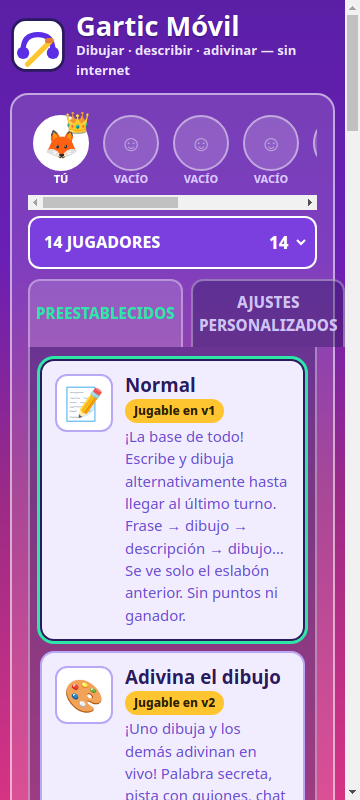 Gartic Móvil
Dibujar · describir · adivinar — sin
internet
TÚ
VACÍO
VACÍO
VACÍO
14 JUGADORES
14
PREESTABLECIDOS
AJUSTES
PERSONALIZADOS
Normal
Jugable en v1
¡La base de todo!
Escribe y dibuja
alternativamente hasta
llegar al último turno.
Frase → dibujo →
descripción → dibujo...
Se ve solo el eslabón
anterior. Sin puntos ni
ganador.
Adivina el dibujo
Jugable en v2
¡Uno dibuja y los
demás adivinan en
vivo! Palabra secreta,
pista con guiones, chat